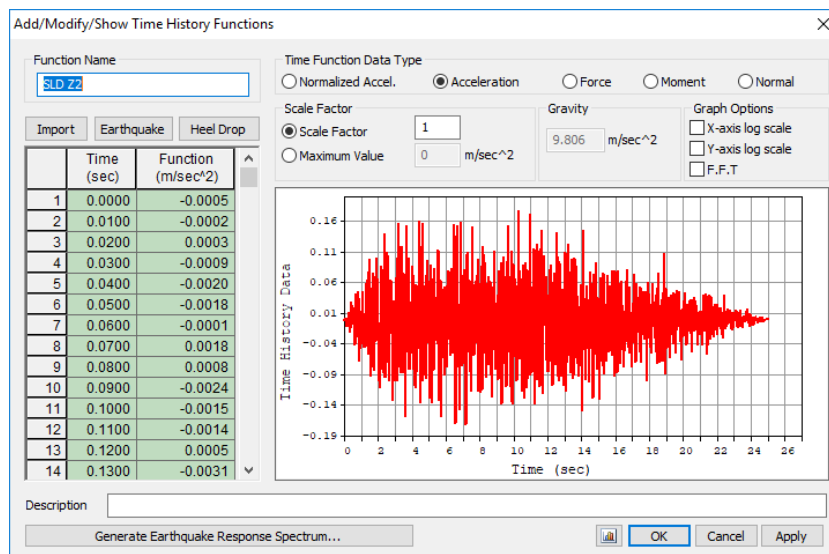 Add/Modify/Show Time History Functions
Function Name
SLD Z2
Import Earthquake Heel Drop
Time (sec) Function (m/sec^2)
1 0.0000 -0.0005
2 0.0100 -0.0002
3 0.0200 0.0003
4 0.0300 -0.0009
5 0.0400 -0.0020
6 0.0500 -0.0018
7 0.0600 -0.0001
8 0.0700 0.0018
9 0.0800 0.0008
10 0.0900 -0.0024
11 0.1000 -0.0015
12 0.1100 -0.0014
13 0.1200 0.0005
14 0.1300 -0.0031
Time Function Data Type
Normalized Accel. Acceleration Force Moment Normal
Scale Factor
Scale Factor 1
Maximum Value 0 m/sec^2
Gravity
9.806 m/sec^2
Graph Options
X-axis log scale
Y-axis log scale
F.F.T
Time History Data
0.16
0.11
0.06
0.01
-0.04
-0.09
-0.14
-0.19
0 2 4 6 8 10 12 14 16 18 20 22 24 26
Time (sec)
Description
Generate Earthquake Response Spectrum... OK Cancel Apply